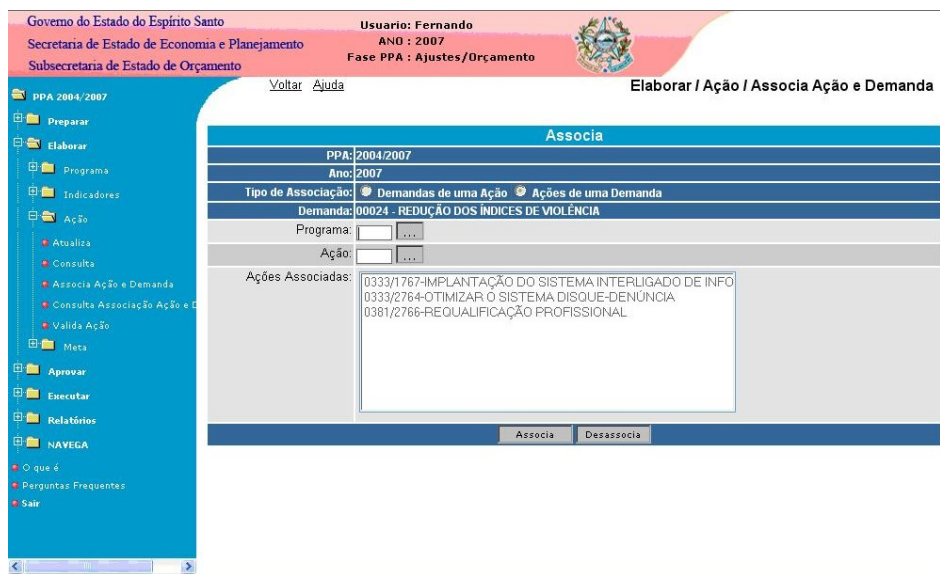 Governo do Estado do Espírito Santo
Secretaria de Estado de Economia e Planejamento
Subsecretaria de Estado de Orçamento
Usuario: Fernando
ANO : 2007
Fase PPA : Ajustes/Orçamento
Voltar Ajuda
Elaborar / Ação / Associa Ação e Demanda
PPA 2004/2007
Preparar
Elaborar
Programa
Indicadores
Ação
Atualiza
Consulta
Associa Ação e Demanda
Consulta Associação Ação e D
Valida Ação
Meta
Aprovar
Executar
Relatórios
NAVEGA
O que é
Perguntas Frequentes
Sair
Associa
PPA: 2004/2007
Ano: 2007
Tipo de Associação: Demandas de uma Ação Ações de uma Demanda
Demanda: 00024 - REDUÇÃO DOS ÍNDICES DE VIOLÊNCIA
Programa: ...
Ação: ...
Ações Associadas:
0333/1767-IMPLANTAÇÃO DO SISTEMA INTERLIGADO DE INFO
0333/2764-OTIMIZAR O SISTEMA DISQUE-DENÚNCIA
0381/2766-REQUALIFICAÇÃO PROFISSIONAL
Associa Desassocia